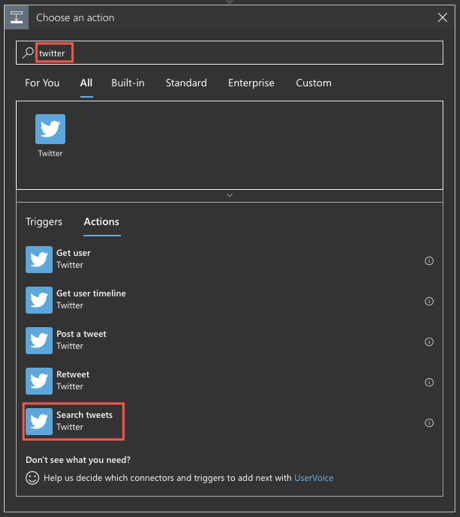 Choose an action
twitter
For You All Built-in Standard Enterprise Custom
Twitter
Triggers Actions
Get user
Twitter
Get user timeline
Twitter
Post a tweet
Twitter
Retweet
Twitter
Search tweets
Twitter
Don't see what you need?
Help us decide which connectors and triggers to add next with UserVoice